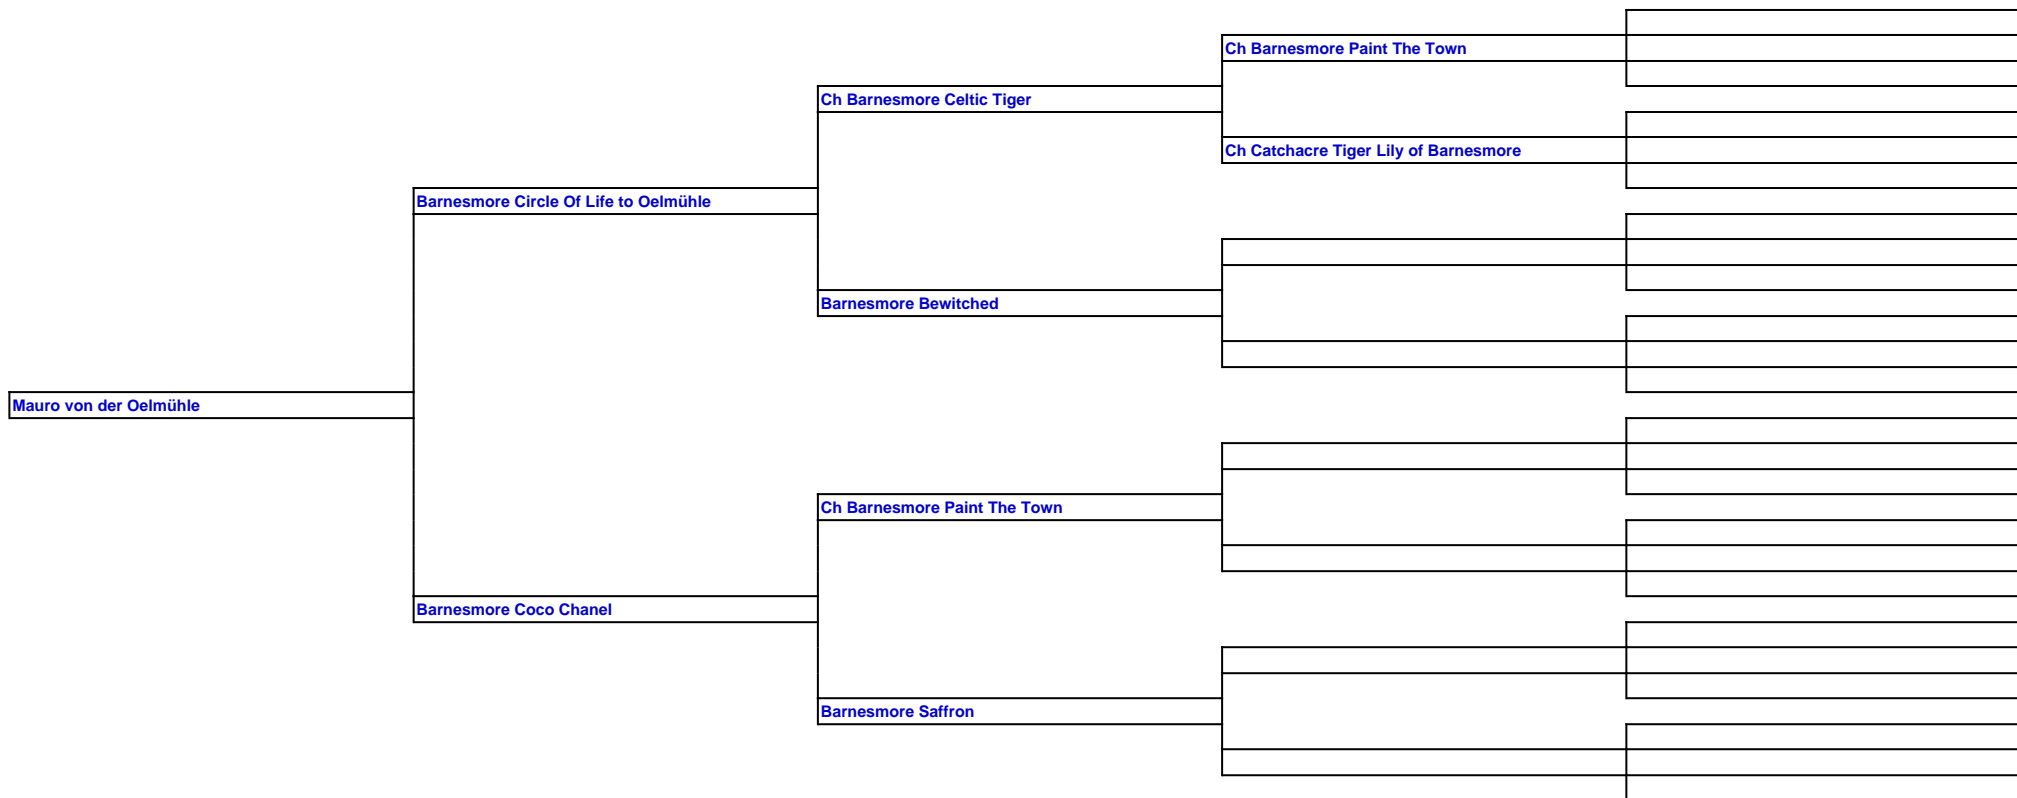 Ch Barnesmore Paint The Town
Ch Barnesmore Celtic Tiger
Ch Catchacre Tiger Lily of Barnesmore
Barnesmore Circle Of Life to Oelmühle
Barnesmore Bewitched
Mauro von der Oelmühle
Ch Barnesmore Paint The Town
Barnesmore Coco Chanel
Barnesmore Saffron